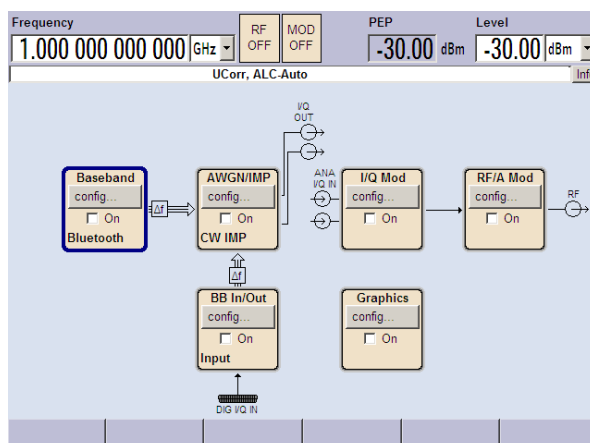 Frequency
1.000 000 000 000 GHz
RF
OFF
MOD
OFF
PEP
-30.00 dBm
Level
-30.00 dBm
UCorr, ALC-Auto
Inf
I/Q
OUT
Baseband
config...
On
Bluetooth
Δf
AWGN/IMP
config...
On
CW IMP
ANA
I/Q IN
I/Q Mod
config...
On
RF/A Mod
config...
On
RF
Δf
BB In/Out
config...
On
Input
Graphics
config...
On
DIG I/Q IN